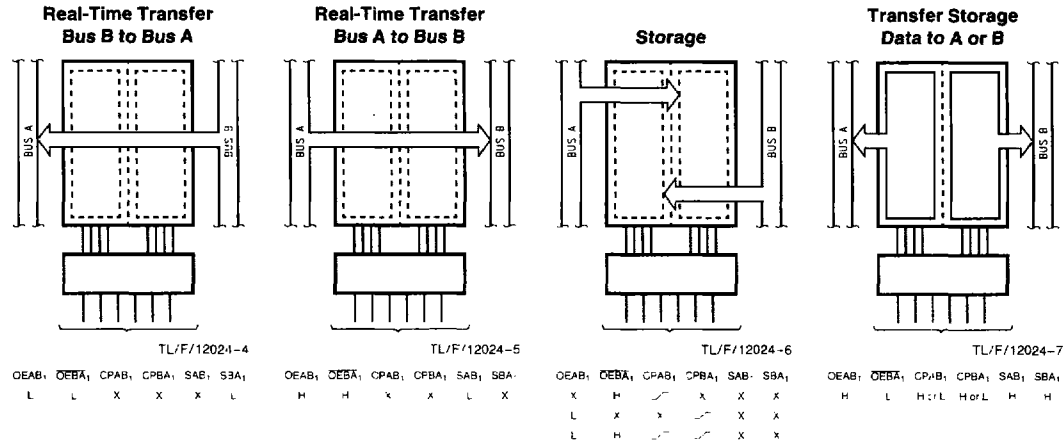 Real-Time Transfer
Bus B to Bus A
BUS A
BUS B
TL/F/12024-4
OEAB₁ OEBA₁ CPAB₁ CPBA₁ SAB₁ SBA₁
L L X X X L
Real-Time Transfer
Bus A to Bus B
BUS A
BUS B
TL/F/12024-5
OEAB₁ OEBA₁ CPAB₁ CPBA₁ SAB₁ SBA₁
H H X X L X
Storage
BUS A
BUS B
TL/F/12024-6
OEAB₁ OEBA₁ CPAB₁ CPBA₁ SAB₁ SBA₁
X H X X X
L X X X X
L H X X
Transfer Storage
Data to A or B
BUS A
BUS B
TL/F/12024-7
OEAB₁ OEBA₁ CPAB₁ CPBA₁ SAB₁ SBA₁
H L H or L H or L H H